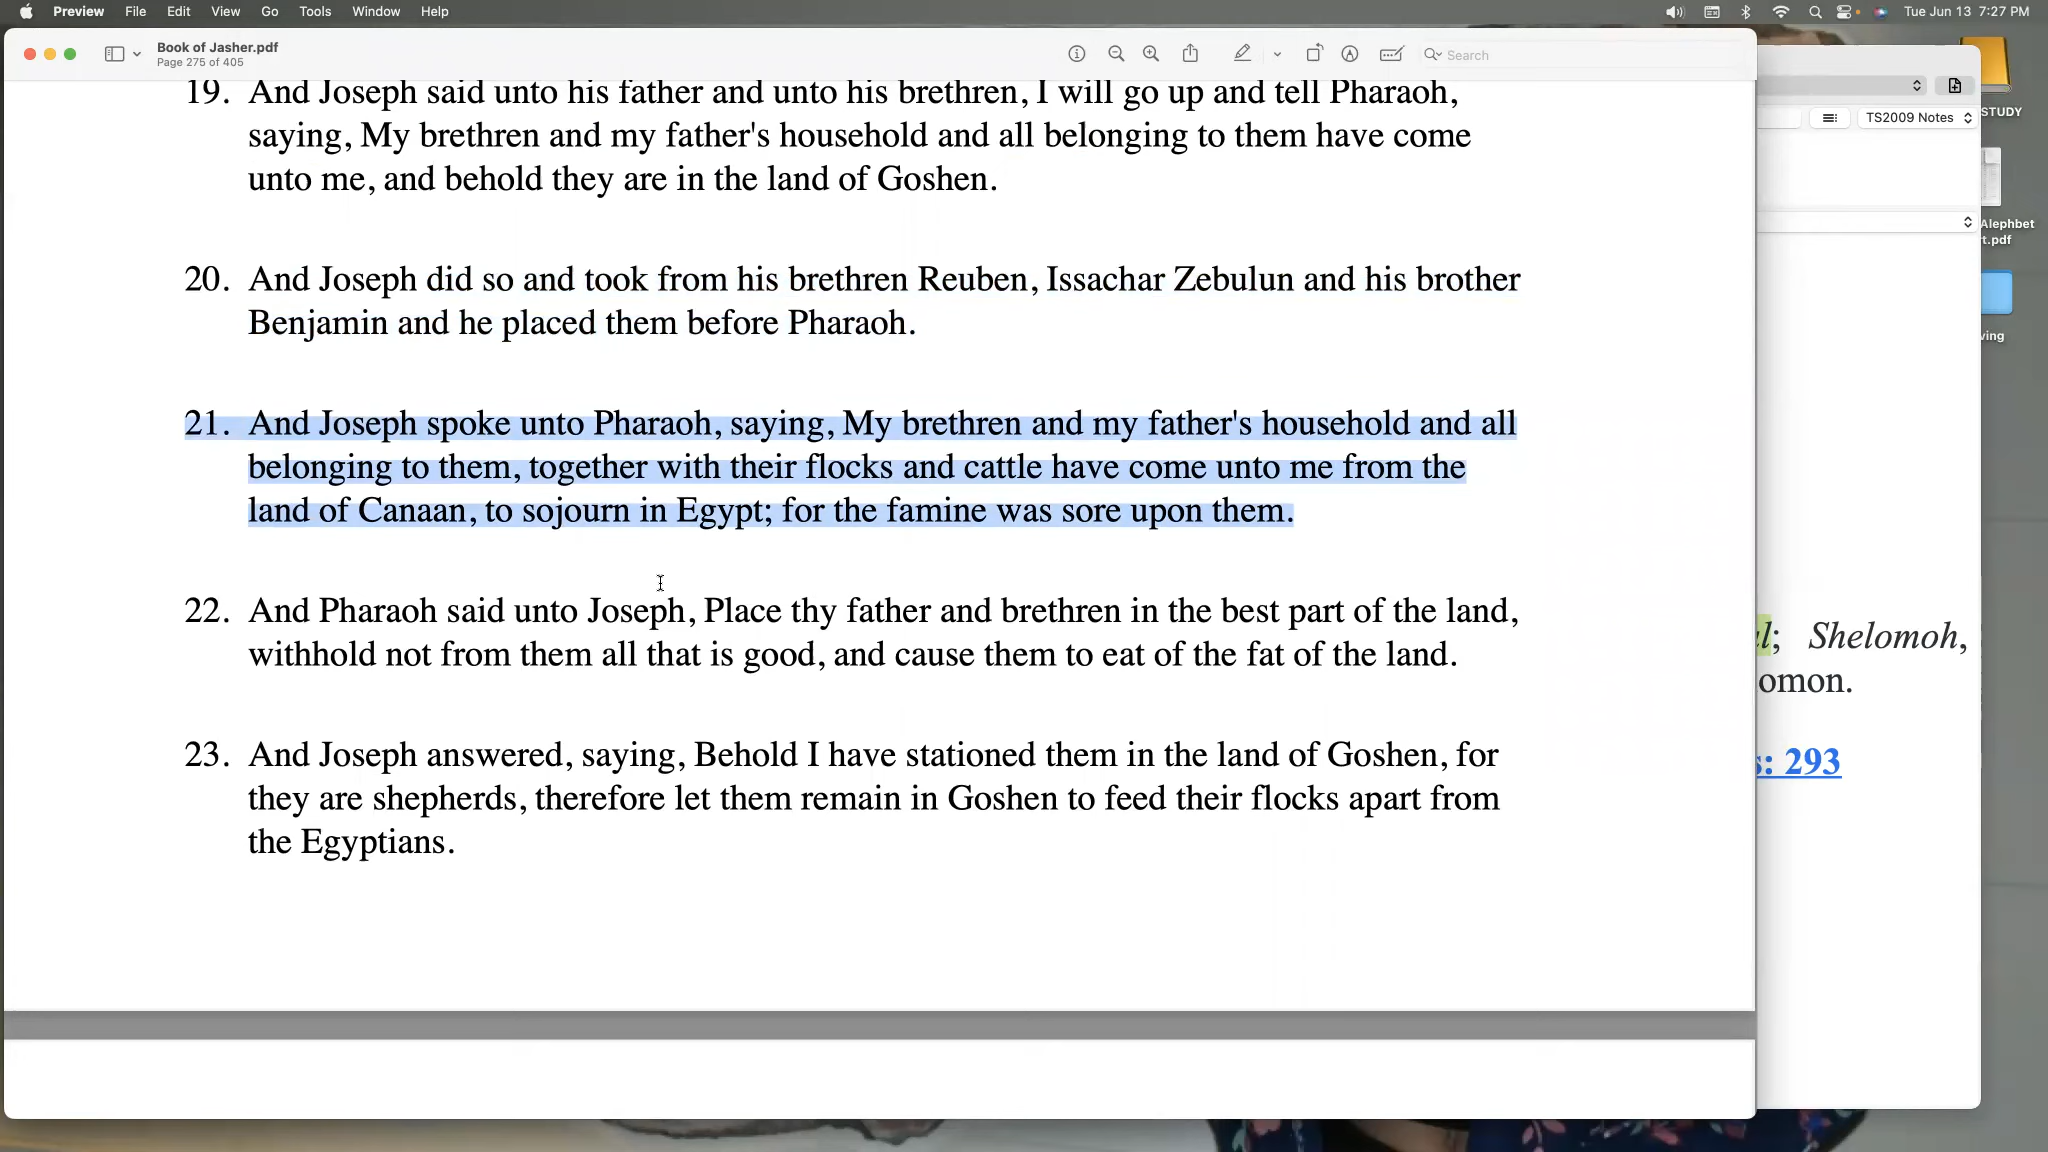 Preview File Edit View Go Tools Window Help
Tue Jun 13 7:27 PM
Book of Jasher.pdf
Page 275 of 405
Search
STUDY
TS2009 Notes
Alephbet
t.pdf
ving
19. And Joseph said unto his father and unto his brethren, I will go up and tell Pharaoh,
saying, My brethren and my father's household and all belonging to them have come
unto me, and behold they are in the land of Goshen.
20. And Joseph did so and took from his brethren Reuben, Issachar Zebulun and his brother
Benjamin and he placed them before Pharaoh.
21. And Joseph spoke unto Pharaoh, saying, My brethren and my father's household and all
belonging to them, together with their flocks and cattle have come unto me from the
land of Canaan, to sojourn in Egypt; for the famine was sore upon them.
22. And Pharaoh said unto Joseph, Place thy father and brethren in the best part of the land,
withhold not from them all that is good, and cause them to eat of the fat of the land.
23. And Joseph answered, saying, Behold I have stationed them in the land of Goshen, for
they are shepherds, therefore let them remain in Goshen to feed their flocks apart from
the Egyptians.
l; Shelomoh,
omon.
s: 293